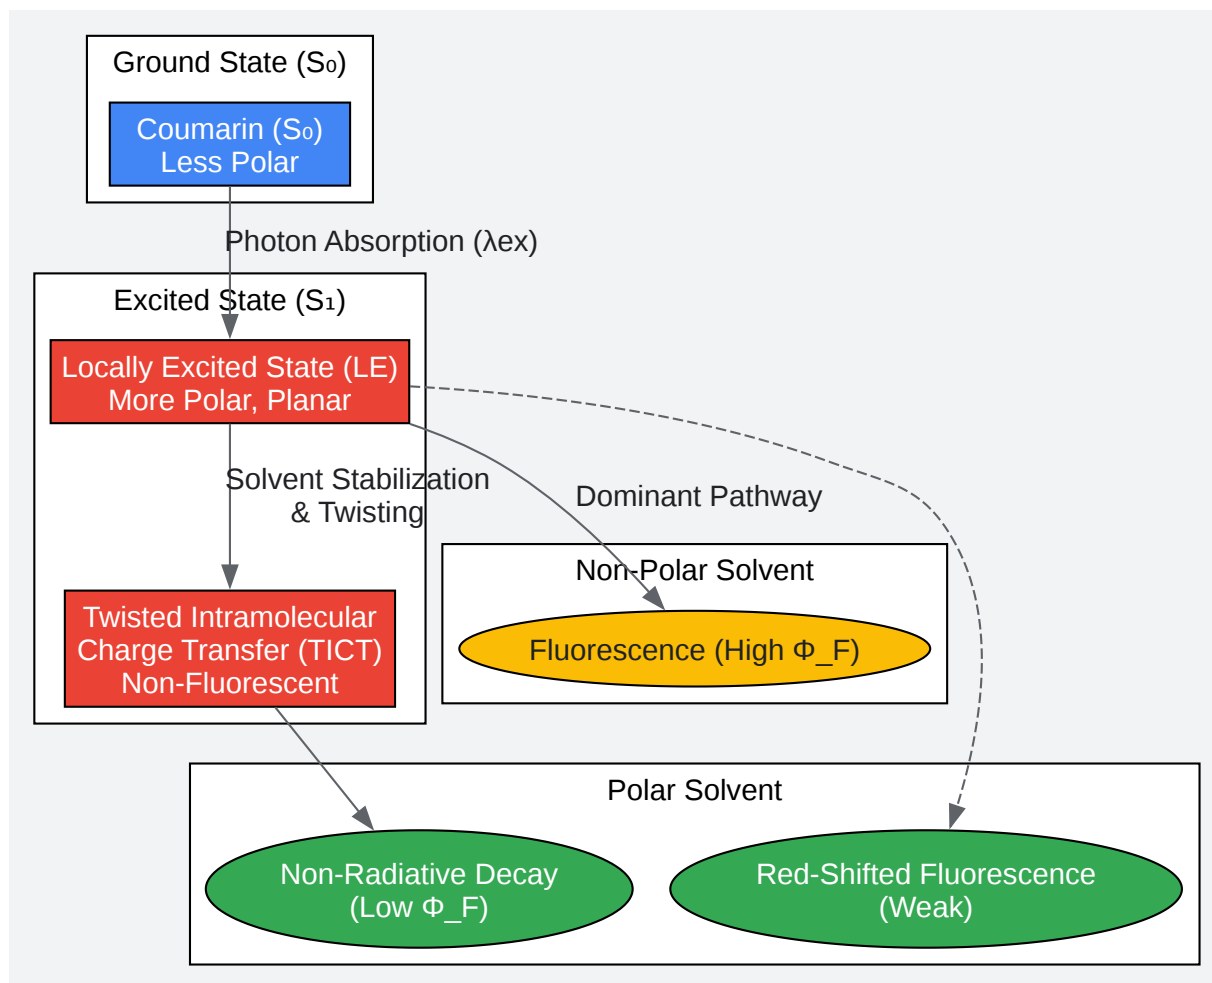 Ground State (S₀)
Coumarin (S₀)
Less Polar
Photon Absorption (λex)
Excited State (S₁)
Locally Excited State (LE)
More Polar, Planar
Solvent Stabilization
& Twisting
Dominant Pathway
Non-Polar Solvent
Fluorescence (High Φ_F)
Twisted Intramolecular
Charge Transfer (TICT)
Non-Fluorescent
Polar Solvent
Non-Radiative Decay
(Low Φ_F)
Red-Shifted Fluorescence
(Weak)